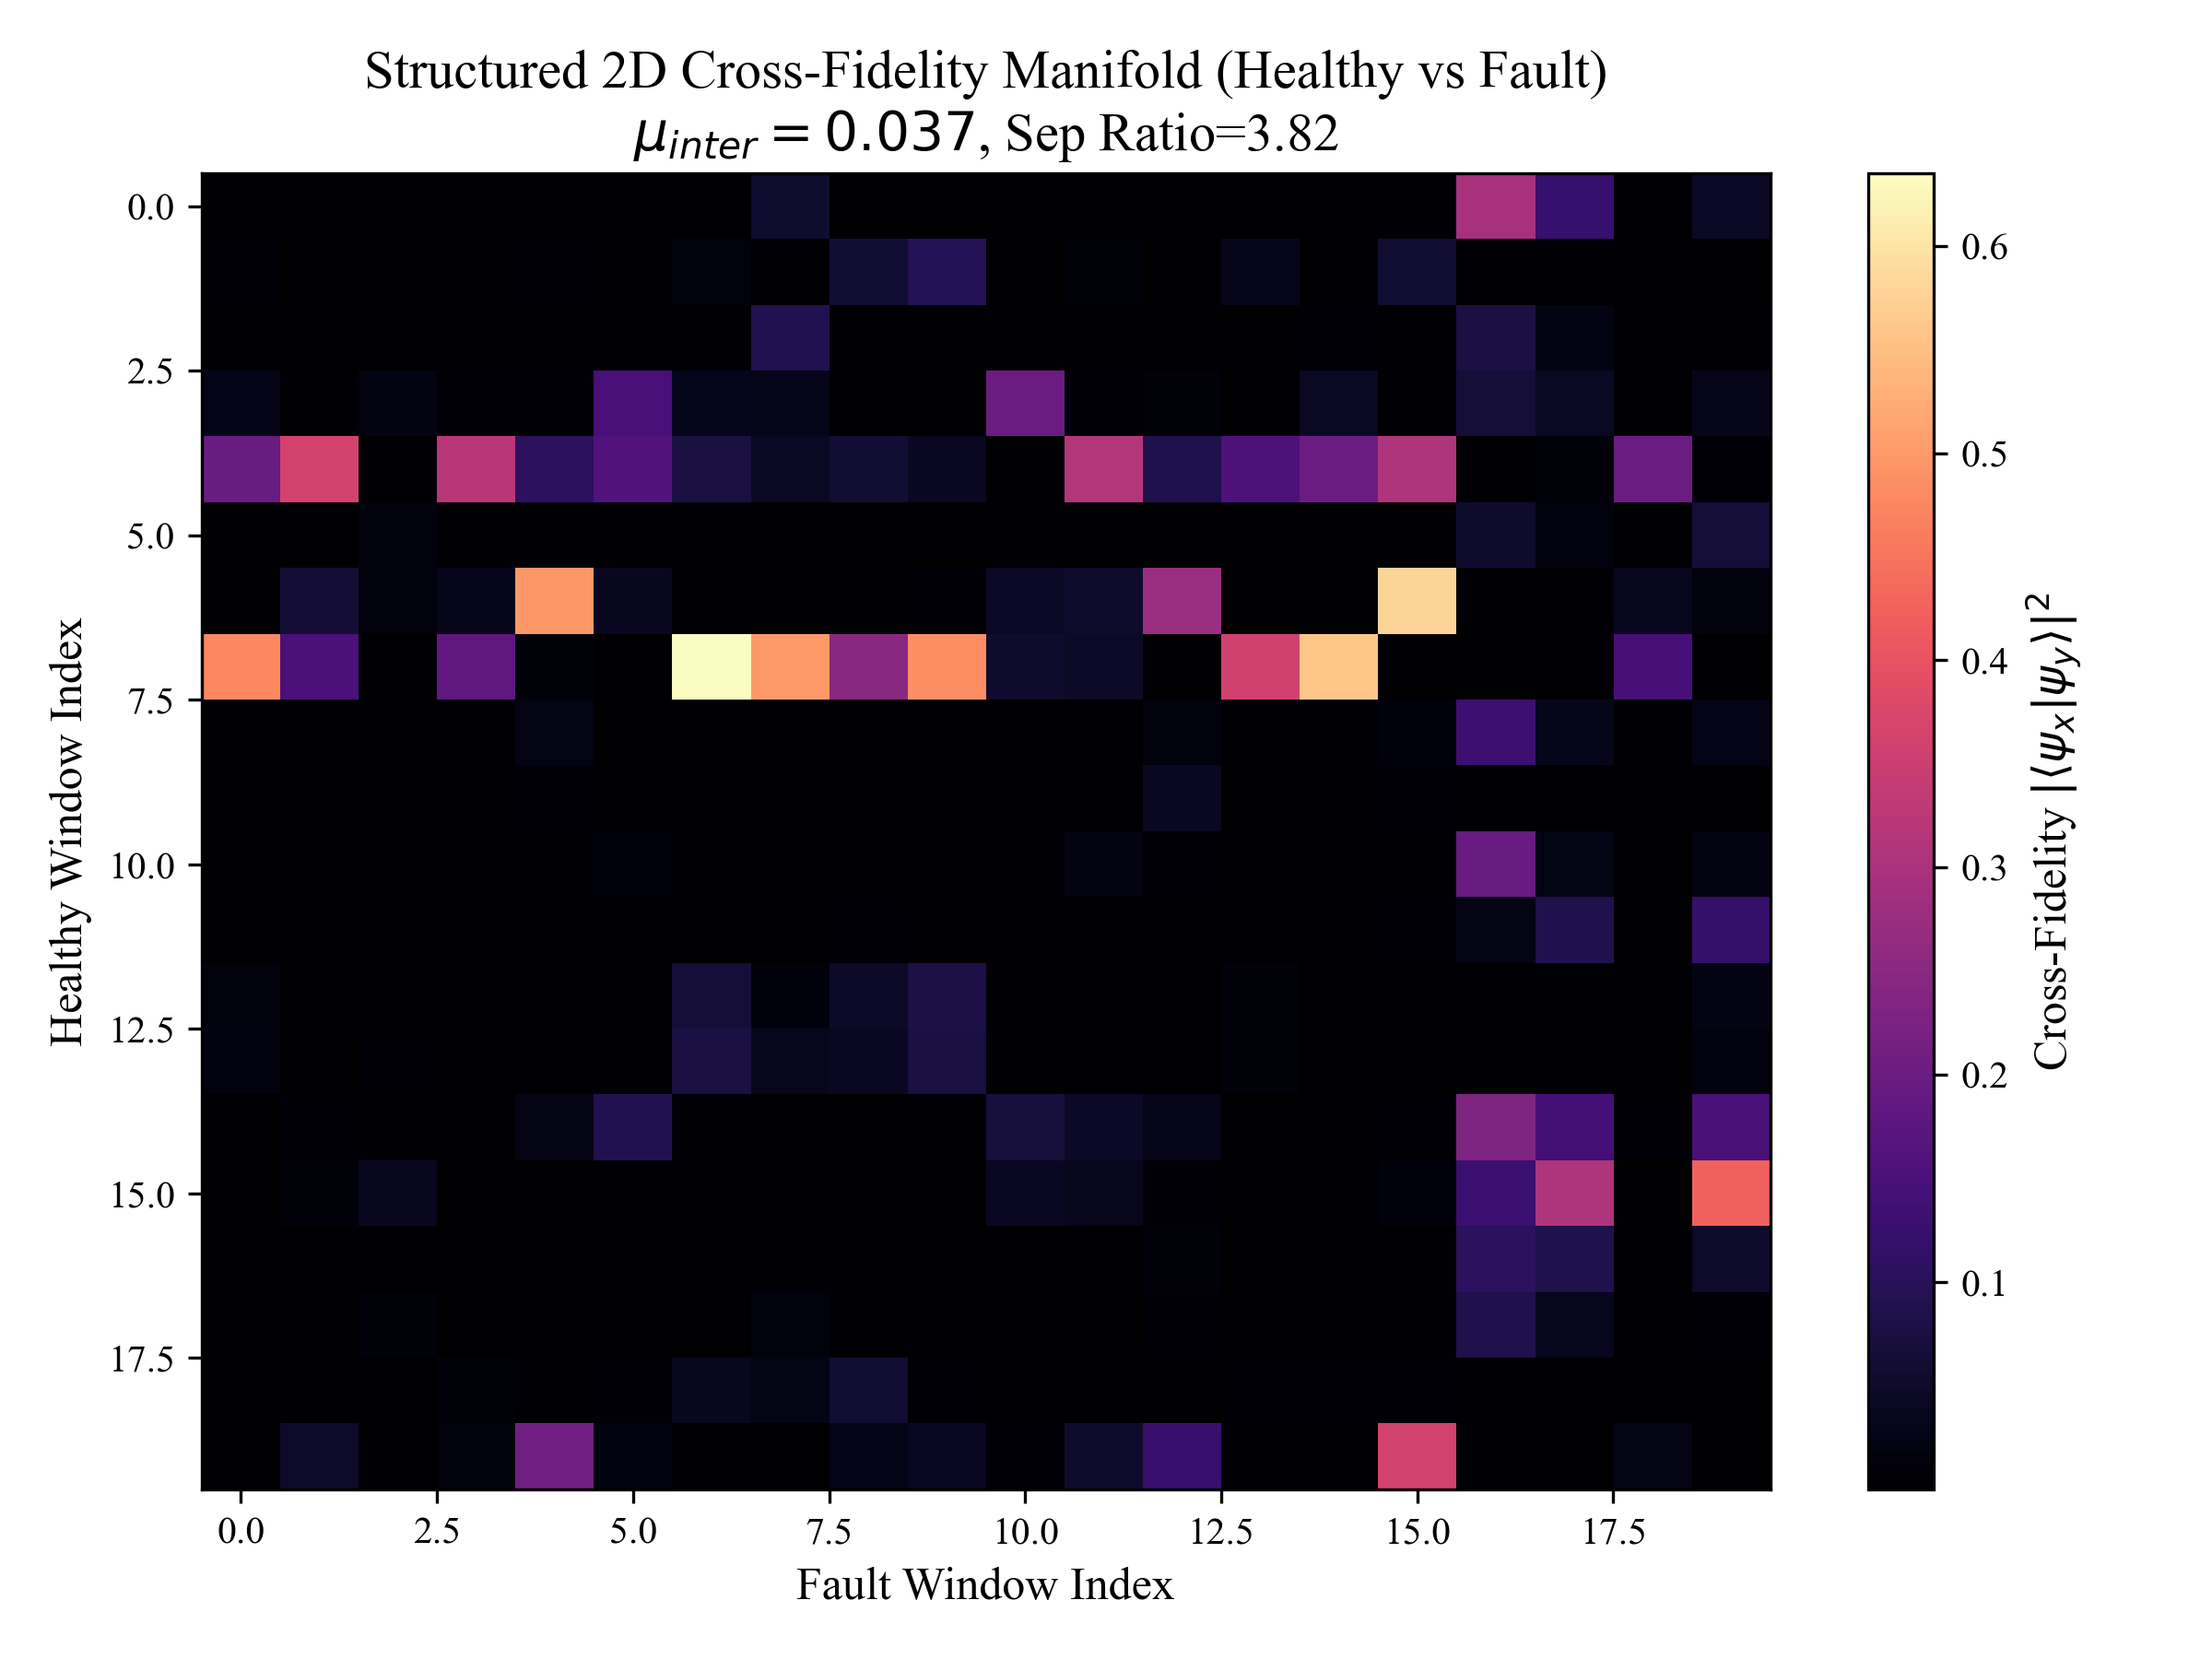 Structured 2D Cross-Fidelity Manifold (Healthy vs Fault)
μ_inter = 0.037, Sep Ratio=3.82
Healthy Window Index
0.0
2.5
5.0
7.5
10.0
12.5
15.0
17.5
0.0 2.5 5.0 7.5 10.0 12.5 15.0 17.5
Fault Window Index
0.6
0.5
0.4
0.3
0.2
0.1
Cross-Fidelity |⟨ψ_x|ψ_y⟩|²